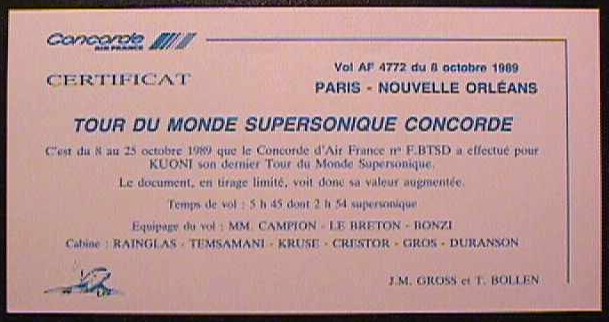 Concorde
AIR FRANCE
Vol AF 4772 du 8 octobre 1989
CERTIFICAT
PARIS - NOUVELLE ORLÉANS
TOUR DU MONDE SUPERSONIQUE CONCORDE
C'est du 8 au 25 octobre 1989 que le Concorde d'Air France nº F.BTSD a effectué pour
KUONI son dernier Tour du Monde Supersonique.
Le document, en tirage limité, voit donc sa valeur augmentée.
Temps de vol : 5 h 45 dont 2 h 54 supersonique
Equipage du vol : MM. CAMPION - LE BRETON - BONZI
Cabine : RAINGLAS - TEMSAMANI - KRUSE - CRESTOR - GROS - DURANSON
J.M. GROSS et T. BOLLEN